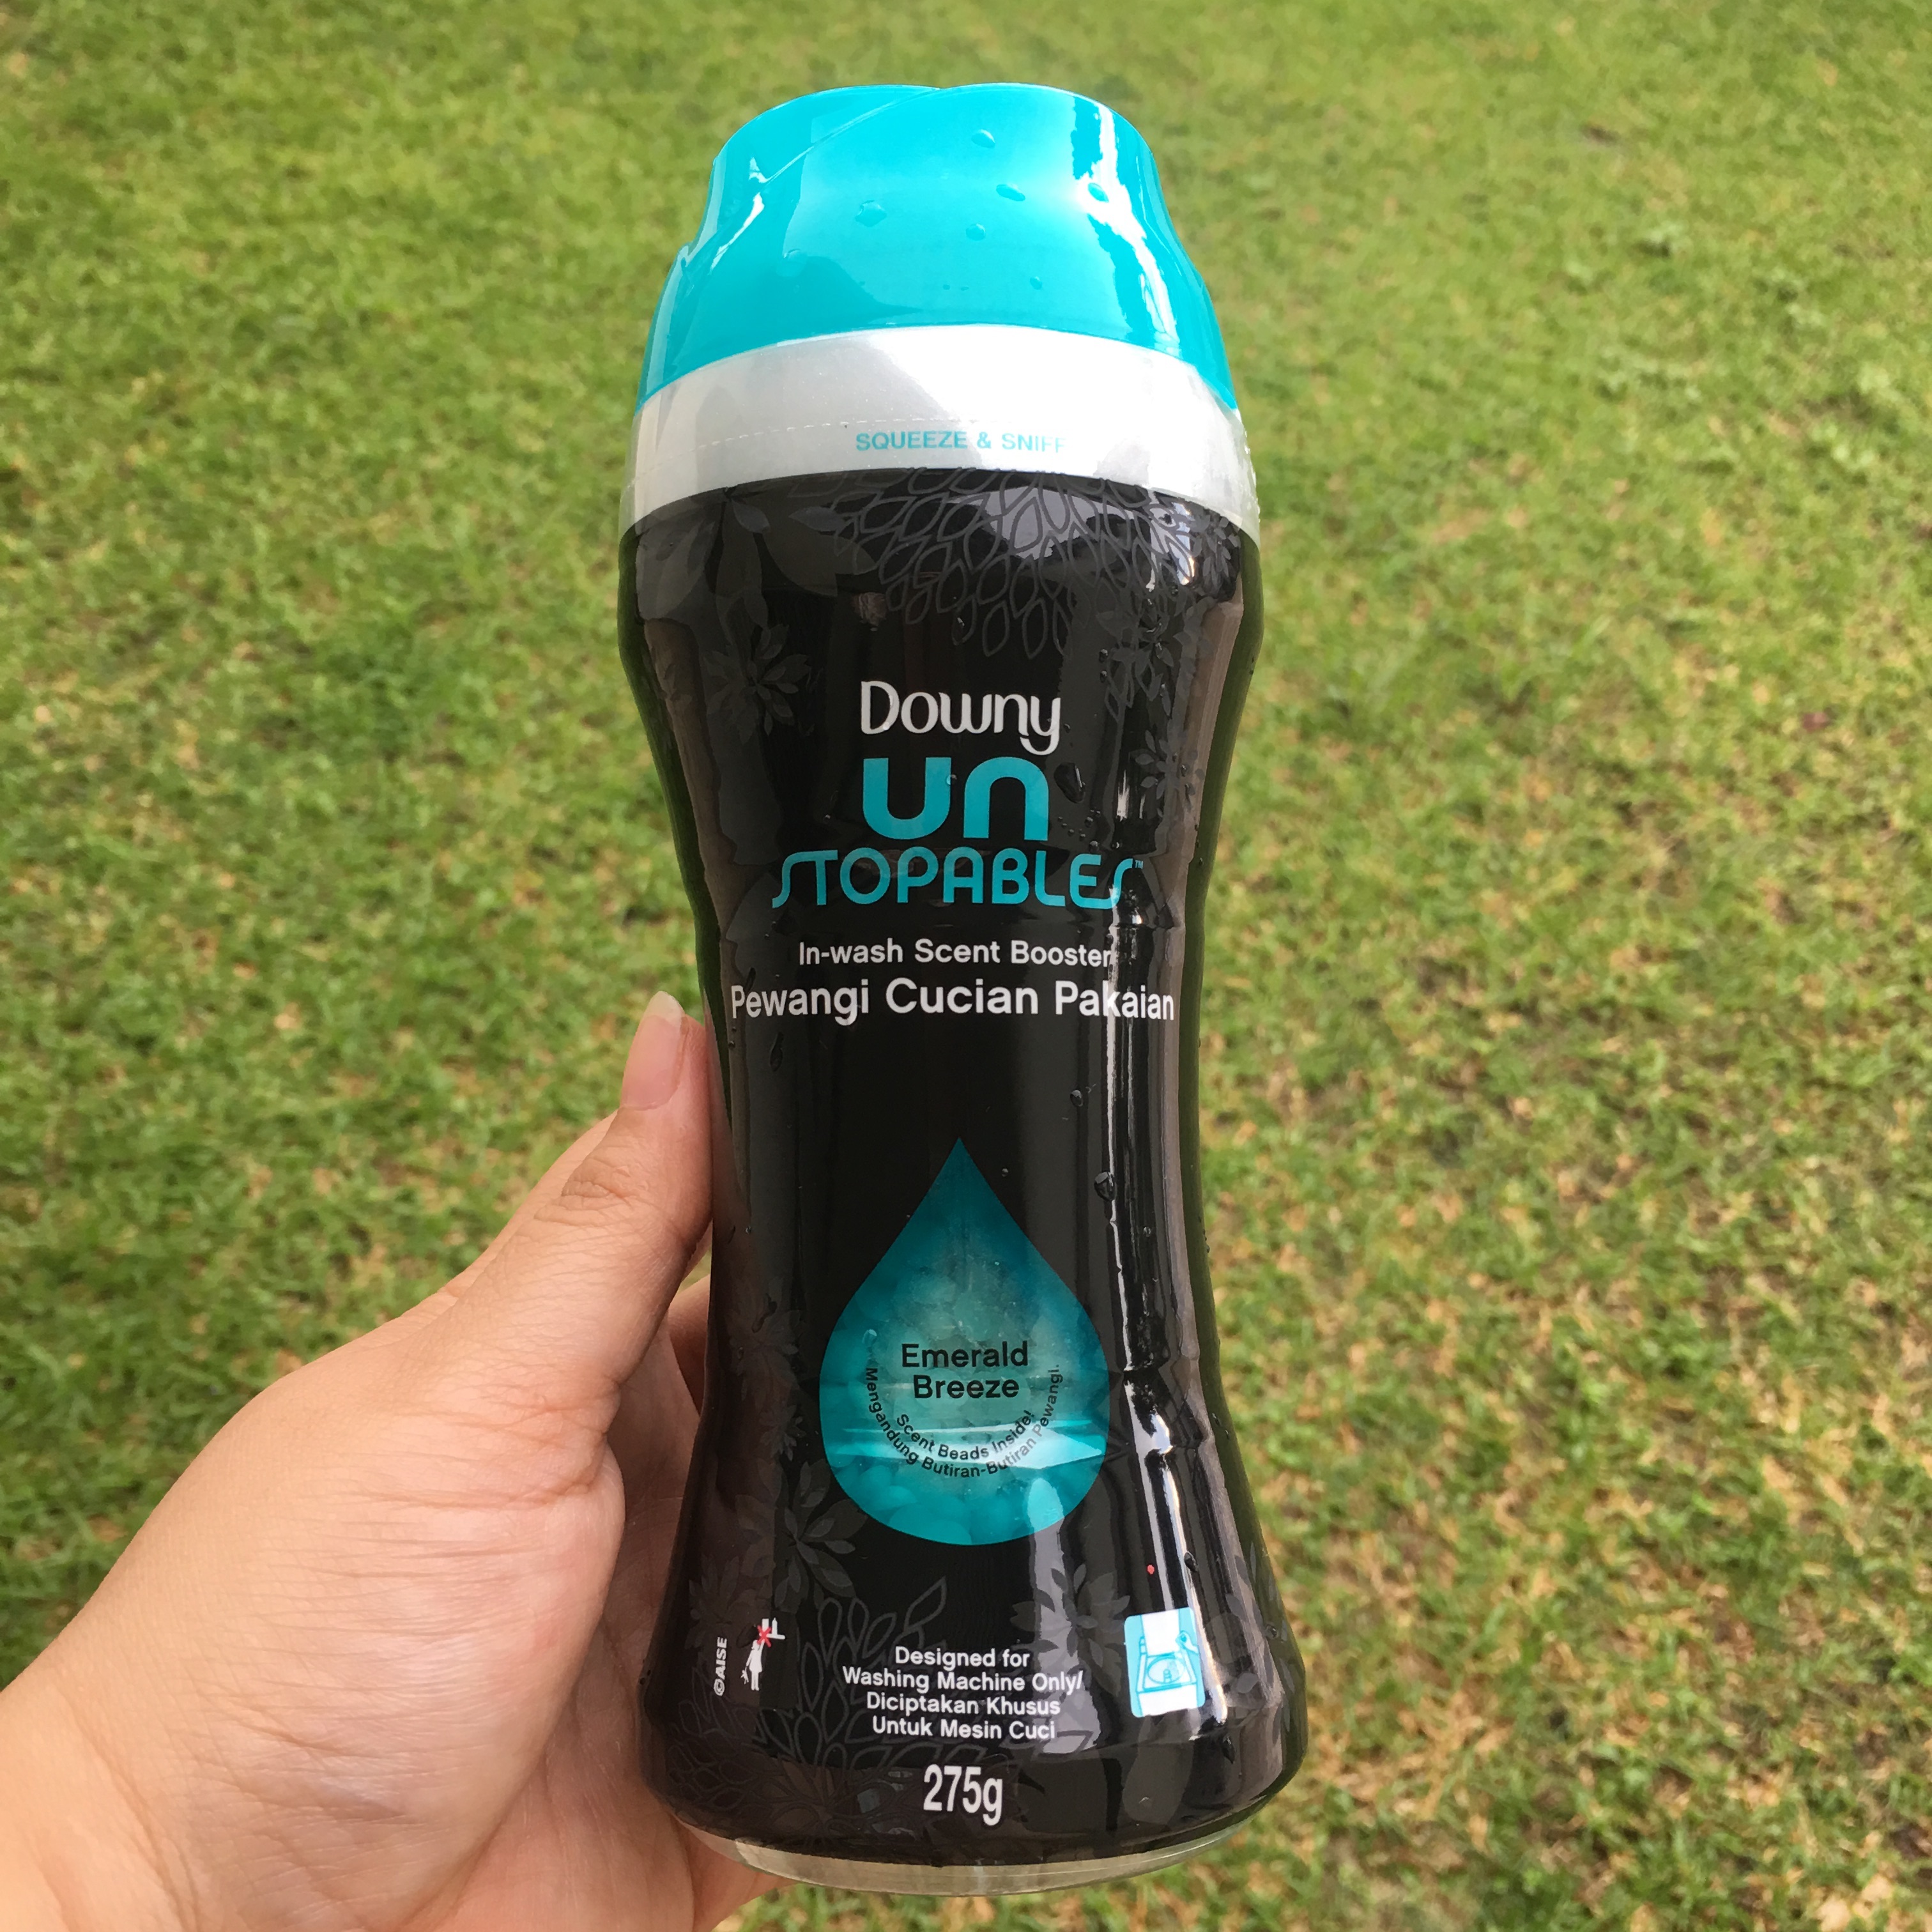 SQUEEZE & SNIFF
Downy
un
STOPABLES™
In-wash Scent Booster
Pewangi Cucian Pakaian
Emerald
Breeze
Scent Beads Inside!
Mengandung Butiran-Butiran Pewangi.
©AISE
Designed for
Washing Machine Only/
Diciptakan Khusus
Untuk Mesin Cuci
275g